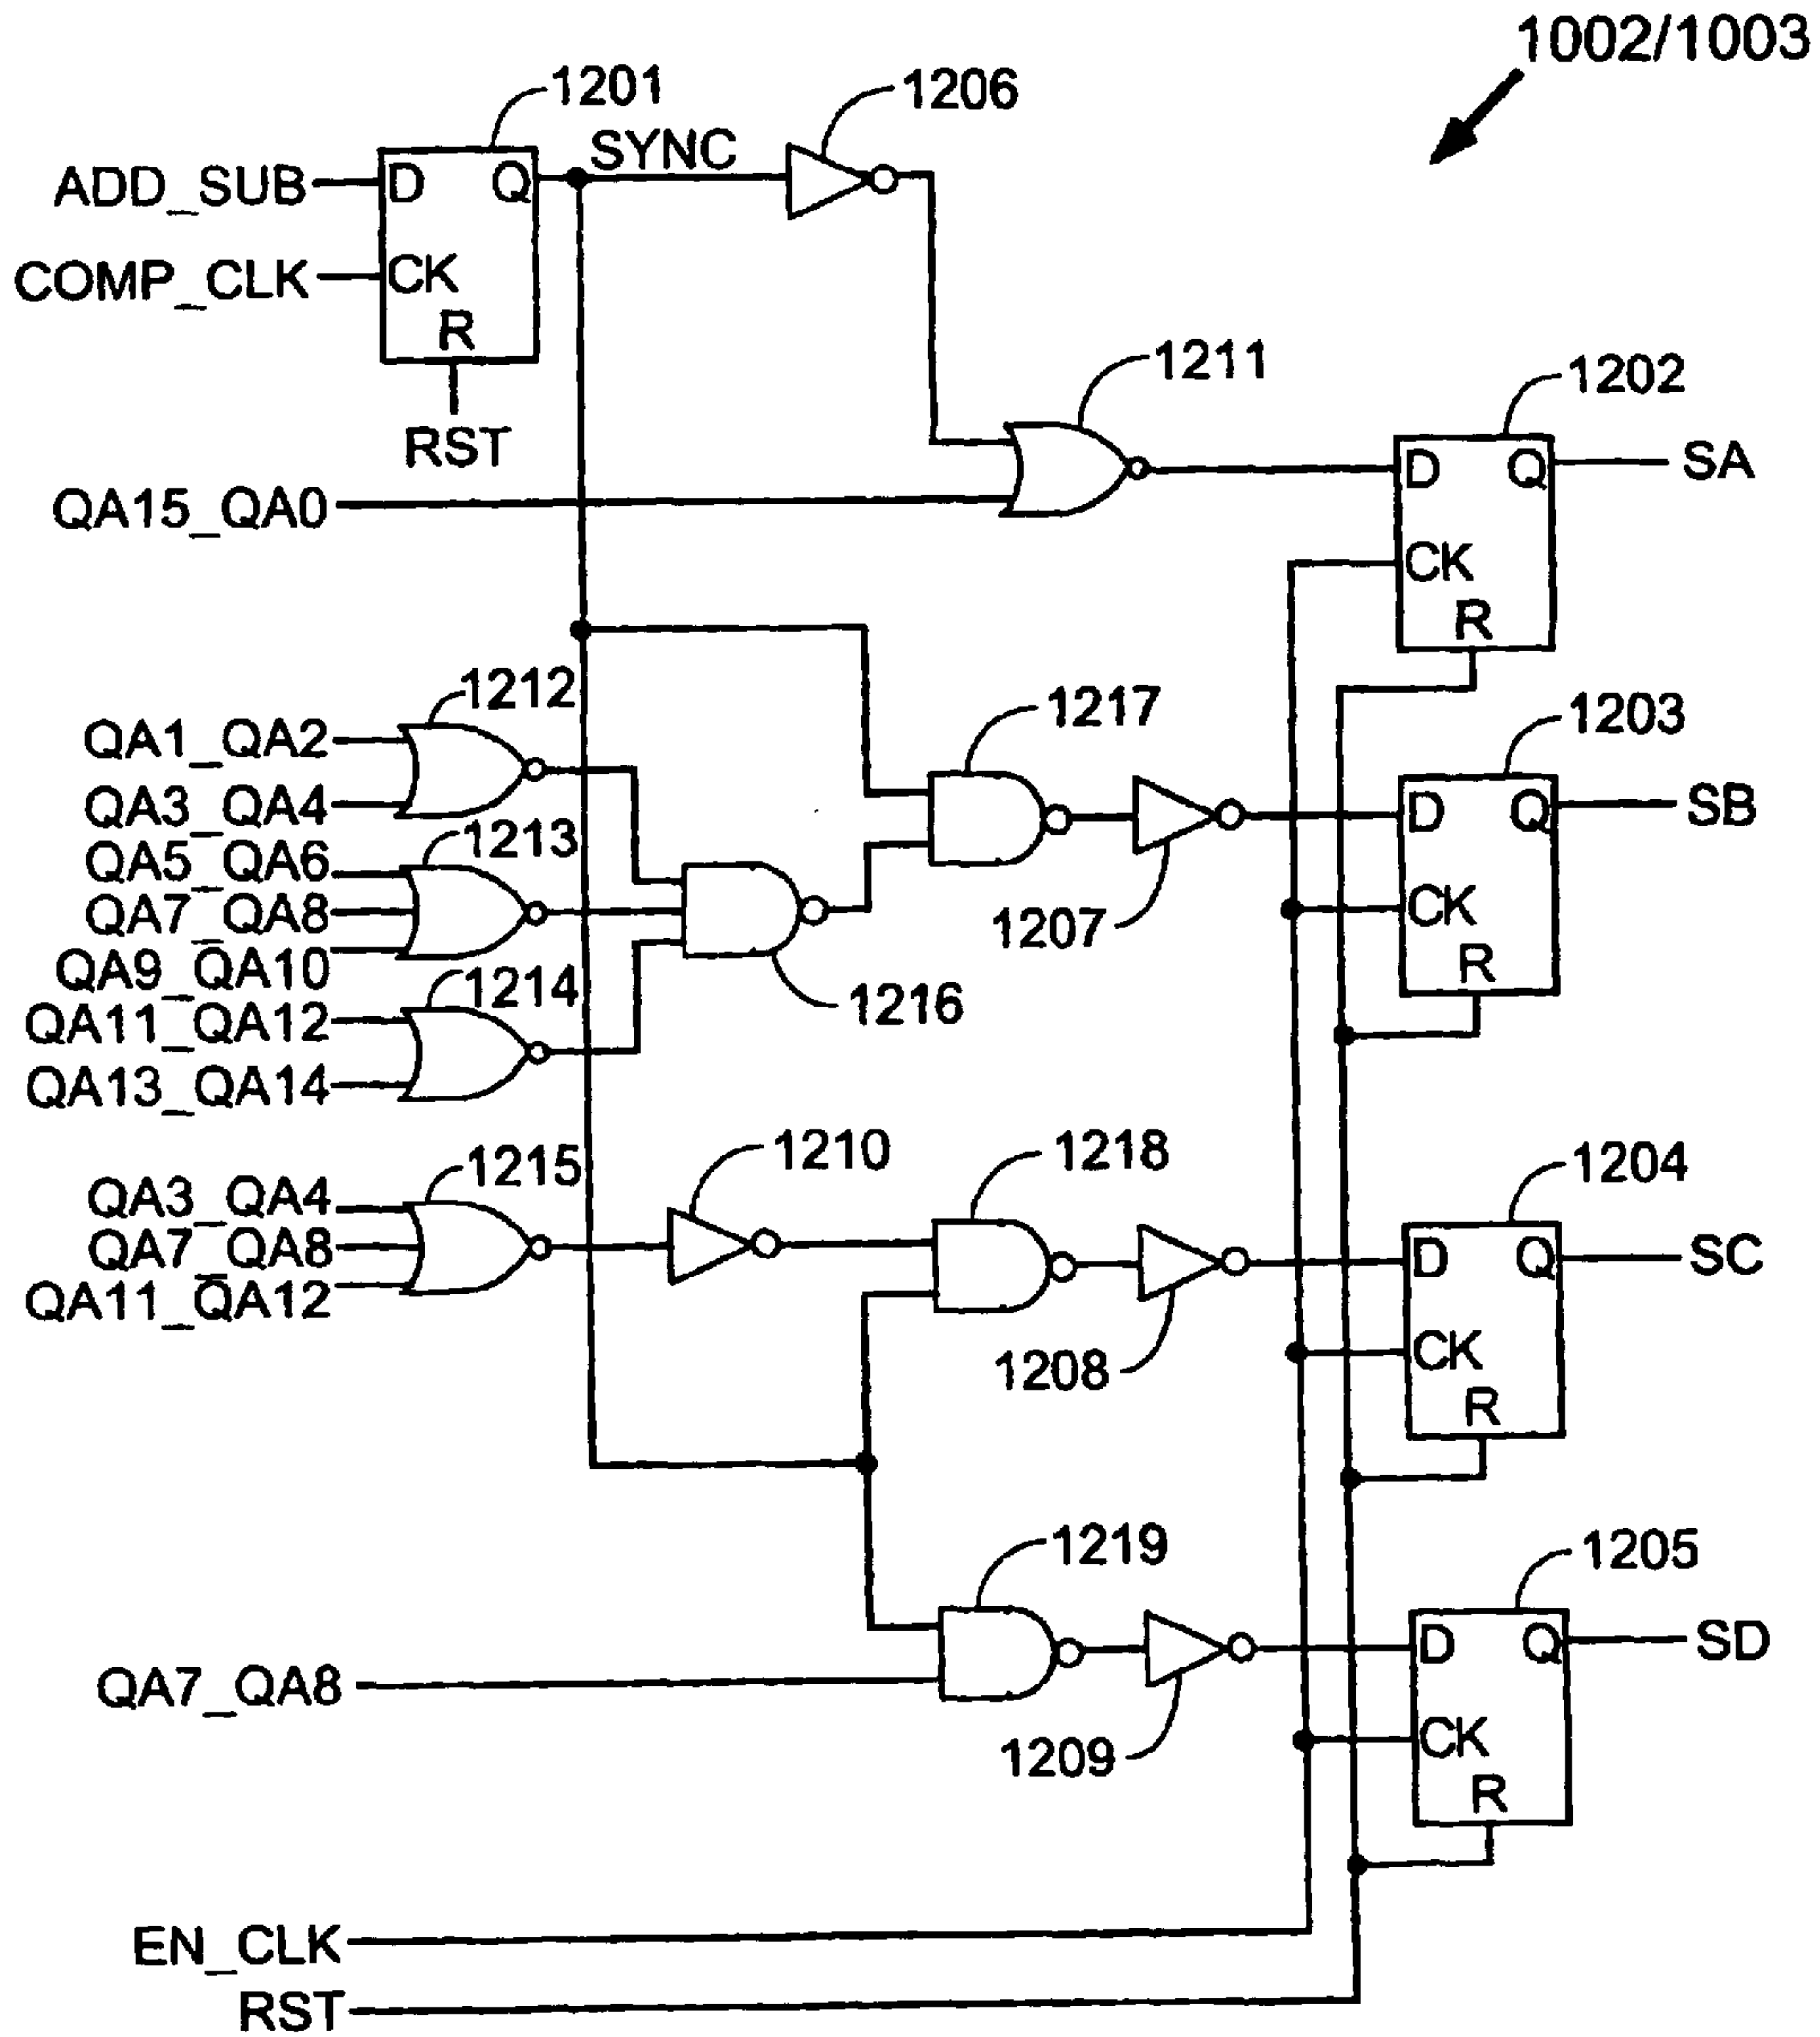 1002/1003
1201
1206
SYNC
ADD_SUB
D
Q
COMP_CLK
CK
R
RST
1211
1202
QA15_QA0
D
Q
SA
CK
R
1212
1217
1203
QA1_QA2
QA3_QA4
D
Q
SB
1213
QA5_QA6
QA7_QA8
QA9_QA10
1207
CK
R
1214
1216
QA11_QA12
QA13_QA14
1215
1210
1218
1204
QA3_QA4
QA7_QA8
QA11_QA12
D
Q
SC
1208
CK
R
1219
1205
D
Q
SD
QA7_QA8
1209
CK
R
EN_CLK
RST